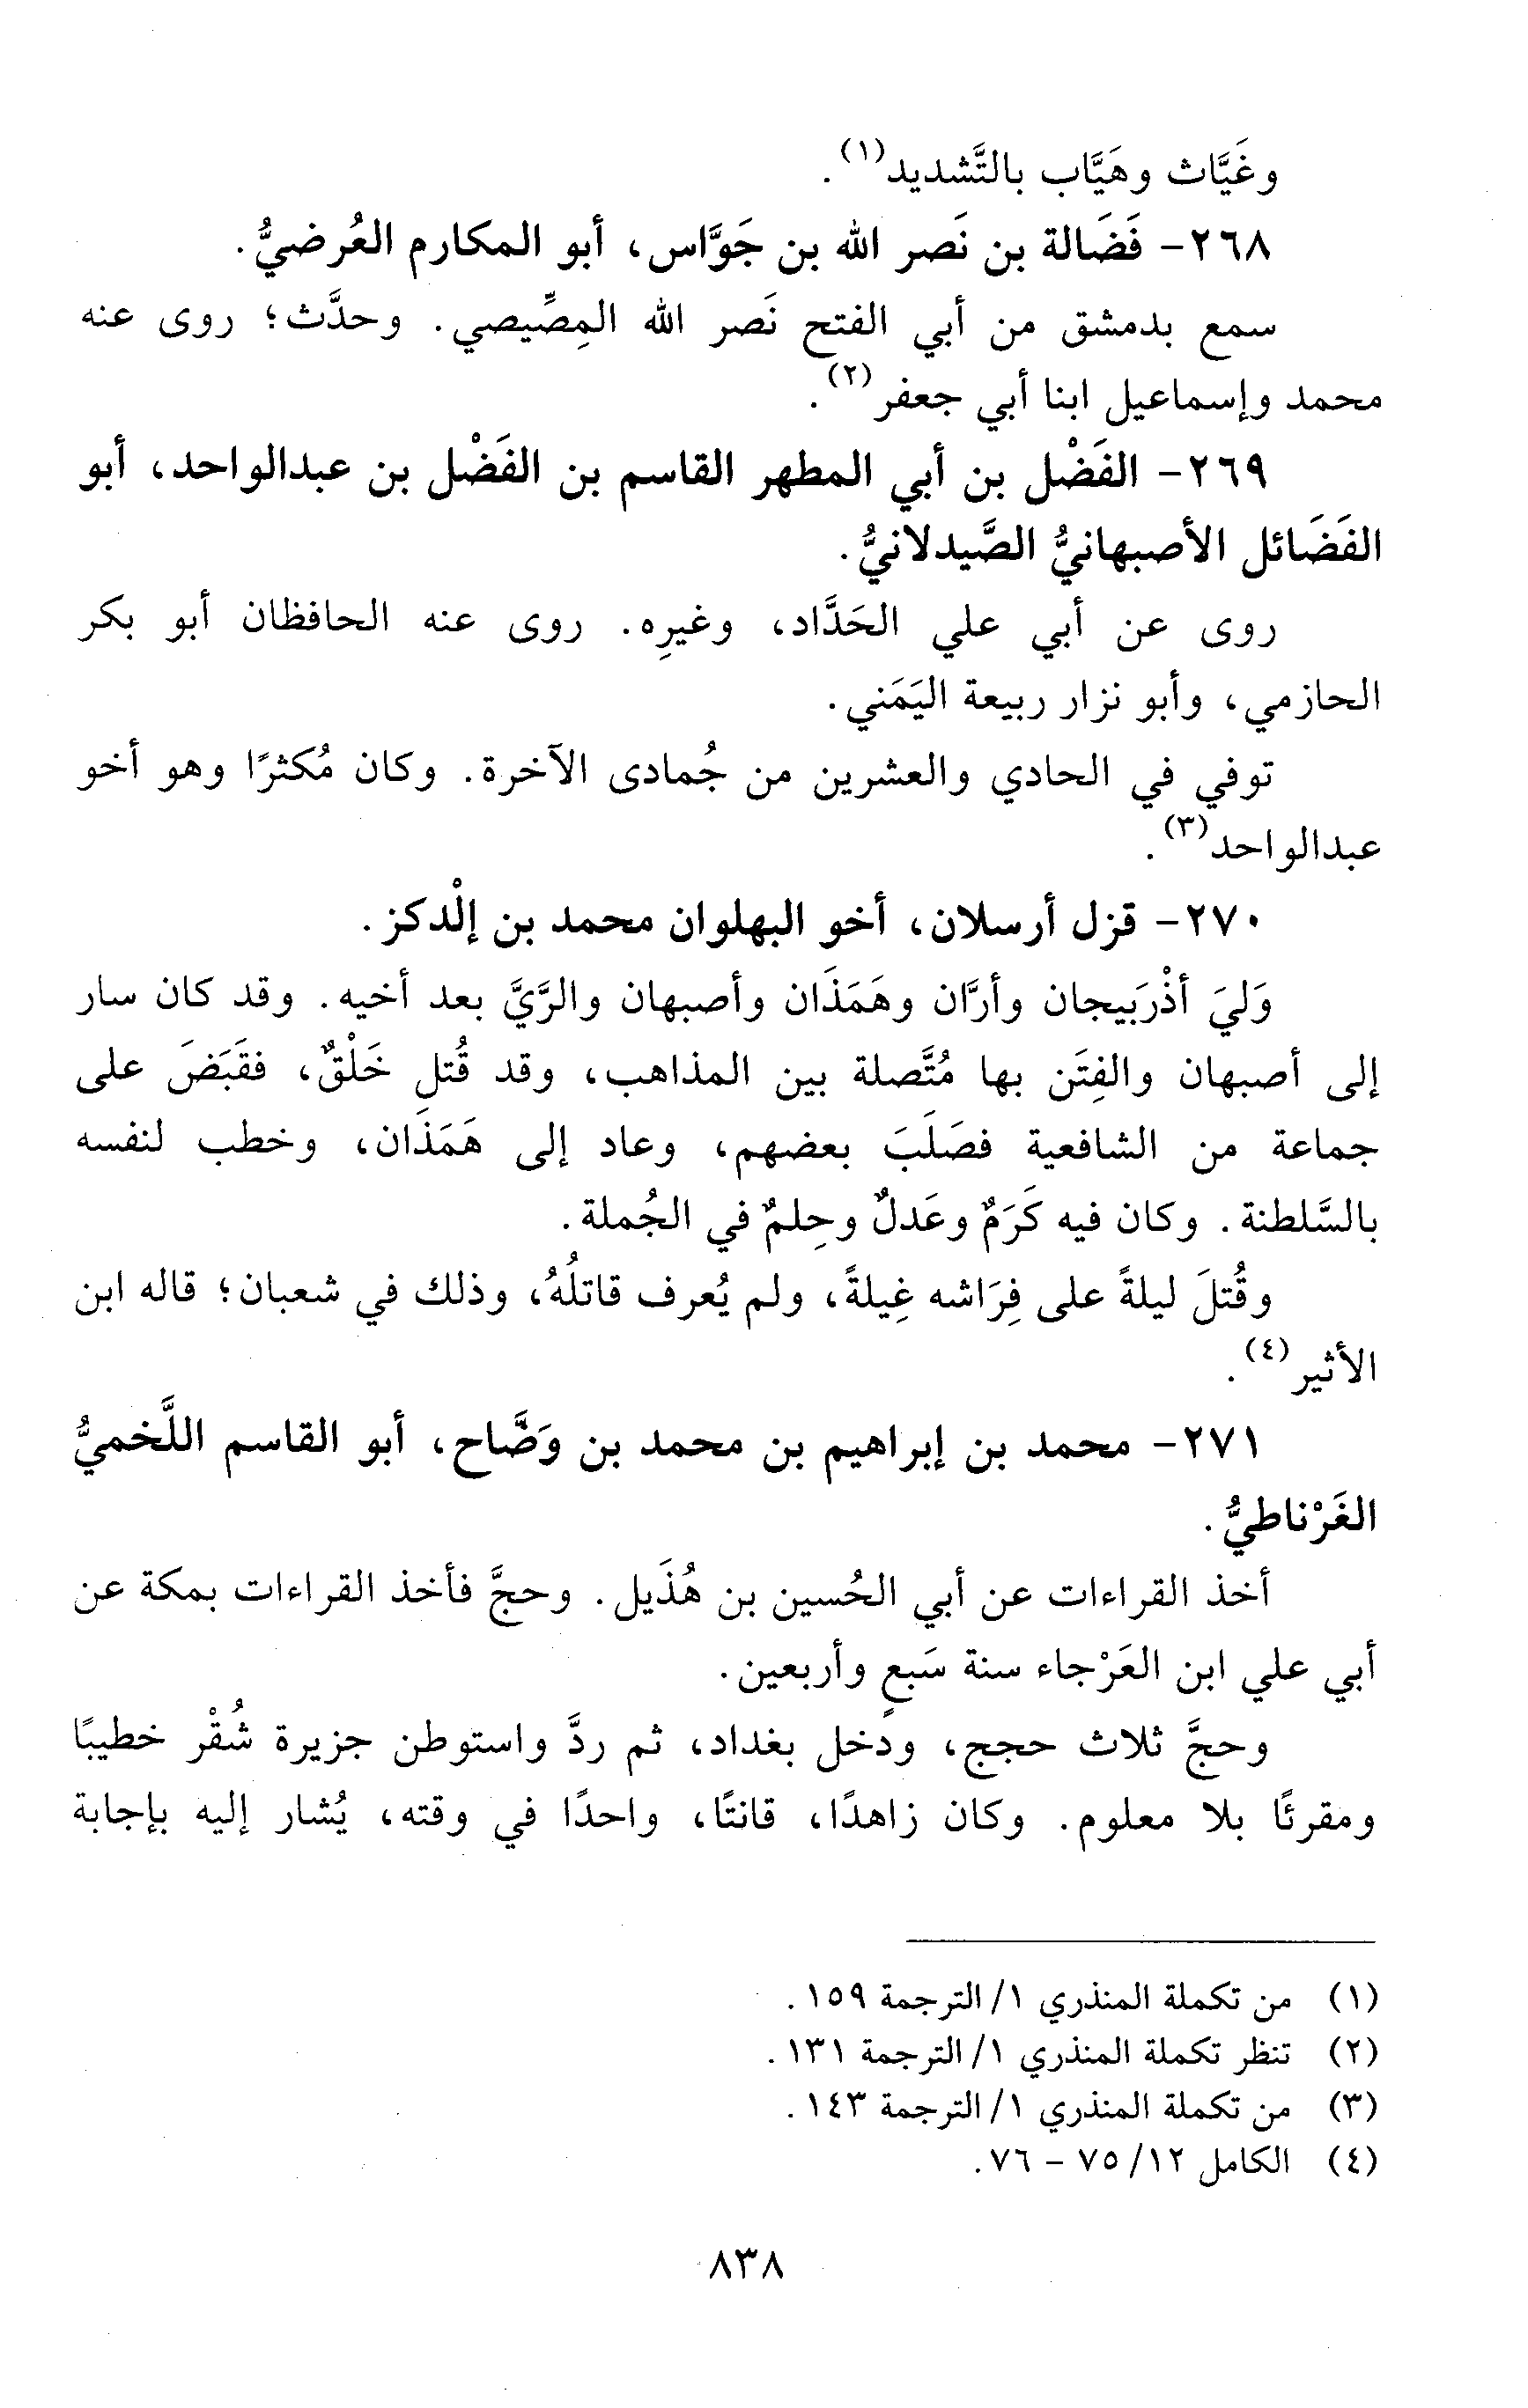 وغَيَّاث وهَيَّاب بالتَّشديد(١).
٢٦٨- فَضَالة بن نَصر الله بن جَوَّاس، أبو المكارم العُرضيُّ.
سمع بدمشق من أبي الفتح نَصر الله المِصِّيصي. وحدَّث؛ روى عنه
محمد وإسماعيل ابنا أبي جعفر(٢).
٢٦٩- الفَضْل بن أبي المطهر القاسم بن الفَضْل بن عبدالواحد، أبو
الفَضَائل الأصبهانيُّ الصَّيدلانيُّ.
روى عن أبي علي الحَدَّاد، وغيرِه. روى عنه الحافظان أبو بكر
الحازمي، وأبو نزار ربيعة اليَمَني.
توفي في الحادي والعشرين من جُمادى الآخرة. وكان مُكثرًا وهو أخو
عبدالواحد(٣).
٢٧٠- قزل أرسلان، أخو البهلوان محمد بن إلْدكز.
وَليَ أذْرَبيجان وأرَّان وهَمَذَان وأصبهان والرَّيَّ بعد أخيه. وقد كان سار
إلى أصبهان والفِتَن بها مُتَّصلة بين المذاهب، وقد قُتل خَلْقٌ، فقَبَضَ على
جماعة من الشافعية فصَلَبَ بعضهم، وعاد إلى هَمَذَان، وخطب لنفسه
بالسَّلطنة. وكان فيه كَرَمٌ وعَدلٌ وحِلمٌ في الجُملة.
وقُتلَ ليلةً على فِرَاشه غِيلةً، ولم يُعرف قاتلُهُ، وذلك في شعبان؛ قاله ابن
الأثير(٤).
٢٧١- محمد بن إبراهيم بن محمد بن وَضَّاح، أبو القاسم اللَّخميُّ
الغَرْناطيُّ.
أخذ القراءات عن أبي الحُسين بن هُذَيل. وحجَّ فأخذ القراءات بمكة عن
أبي علي ابن العَرْجاء سنة سَبعٍ وأربعين.
وحجَّ ثلاث حجج، ودخل بغداد، ثم ردَّ واستوطن جزيرة شُقْر خطيبًا
ومقرئًا بلا معلوم. وكان زاهدًا، قانتًا، واحدًا في وقته، يُشار إليه بإجابة
(١) من تكملة المنذري ١/ الترجمة ١٥٩.
(٢) تنظر تكملة المنذري ١/ الترجمة ١٣١.
(٣) من تكملة المنذري ١/ الترجمة ١٤٣.
(٤) الكامل ١٢/ ٧٥ - ٧٦.
٨٣٨